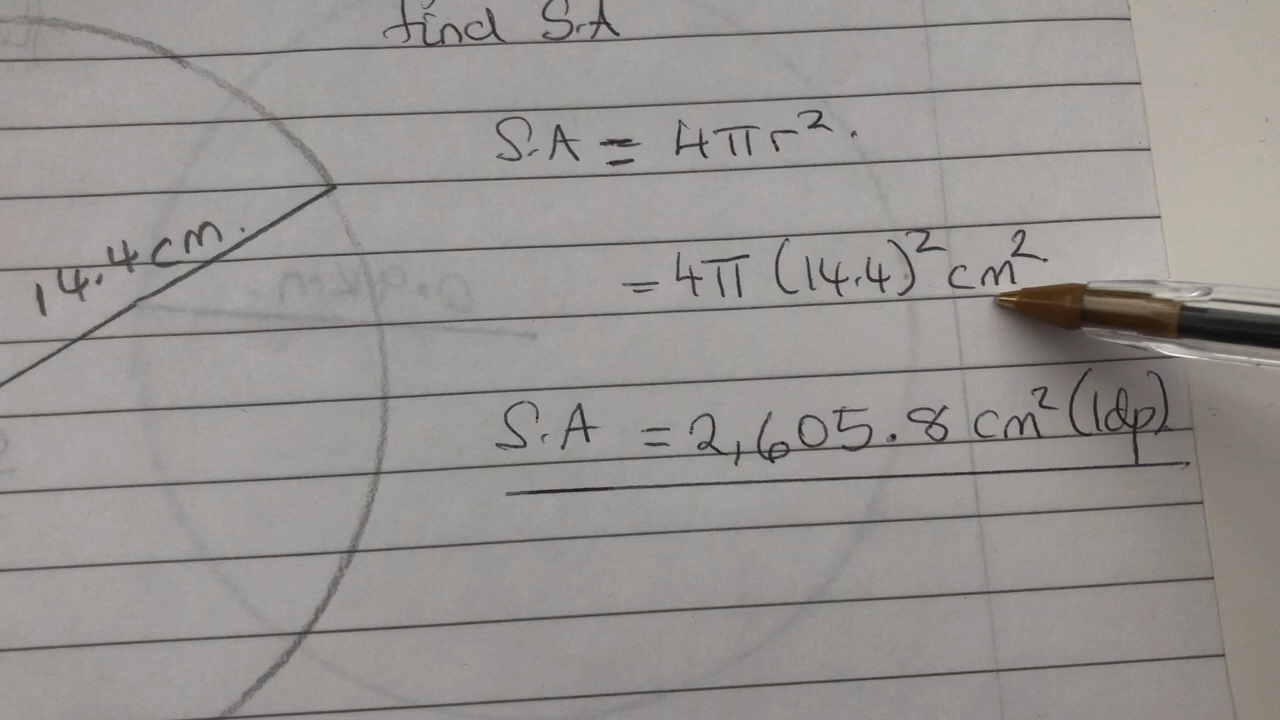 find S.A
S.A = 4πr².
14.4cm.
= 4π (14.4)² cm².
S.A = 2,605.8 cm² (1dp)